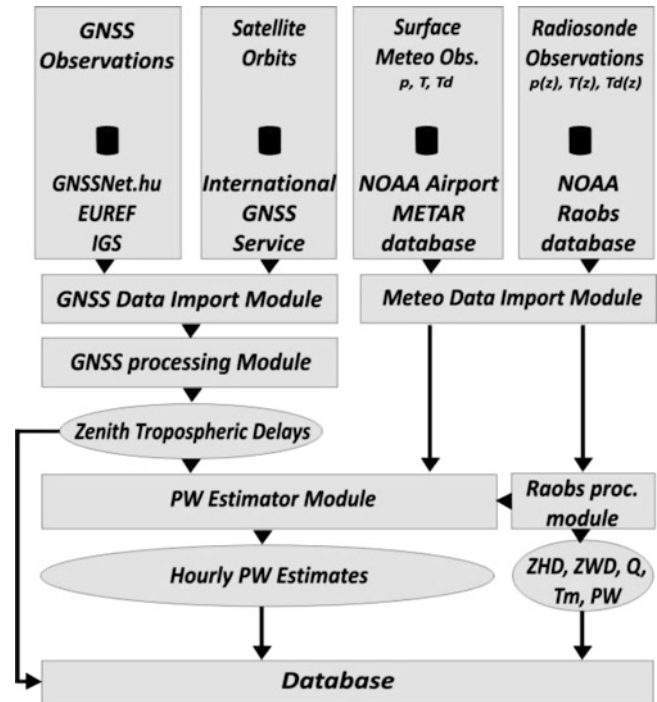 GNSS
Observations
GNSSNet.hu
EUREF
IGS
Satellite
Orbits
International
GNSS
Service
Surface
Meteo Obs.
p, T, Td
NOAA Airport
METAR
database
Radiosonde
Observations
p(z), T(z), Td(z)
NOAA
Raobs
database
GNSS Data Import Module
Meteo Data Import Module
GNSS processing Module
Zenith Tropospheric Delays
PW Estimator Module
Raobs proc.
module
Hourly PW Estimates
ZHD, ZWD, Q,
Tm, PW
Database